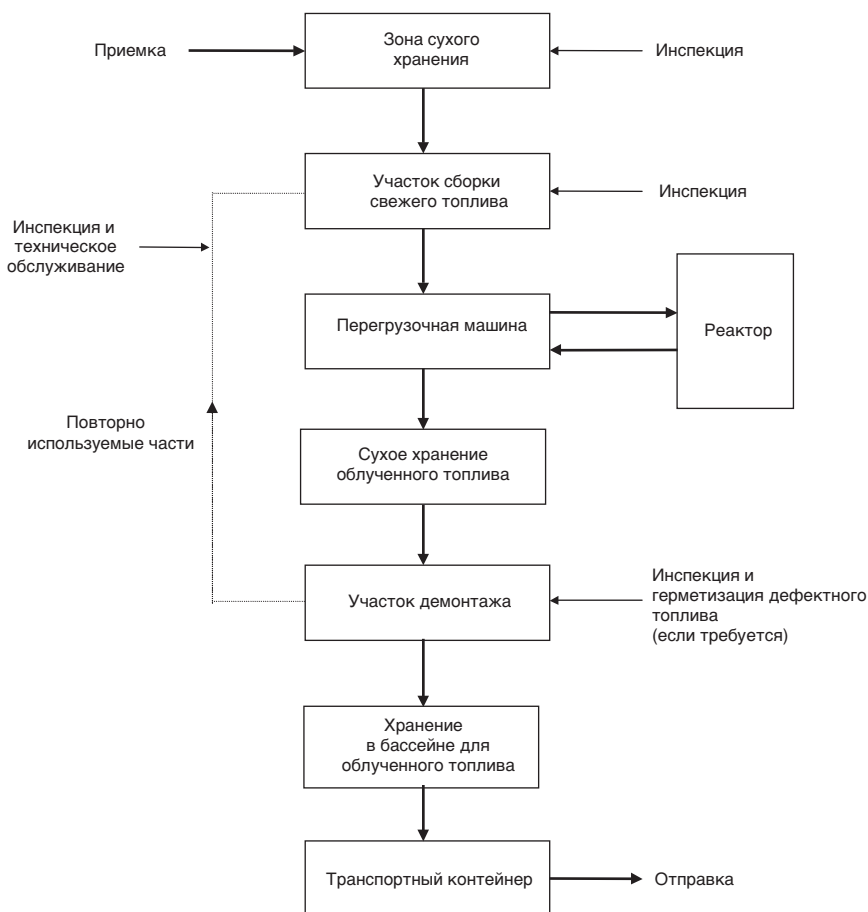 Приемка
Зона сухого
хранения
Инспекция
Участок сборки
свежего топлива
Инспекция
Инспекция и
техническое
обслуживание
Перегрузочная машина
Реактор
Повторно
используемые части
Сухое хранение
облученного топлива
Участок демонтажа
Инспекция и
герметизация дефектного
топлива
(если требуется)
Хранение
в бассейне для
облученного топлива
Транспортный контейнер
Отправка